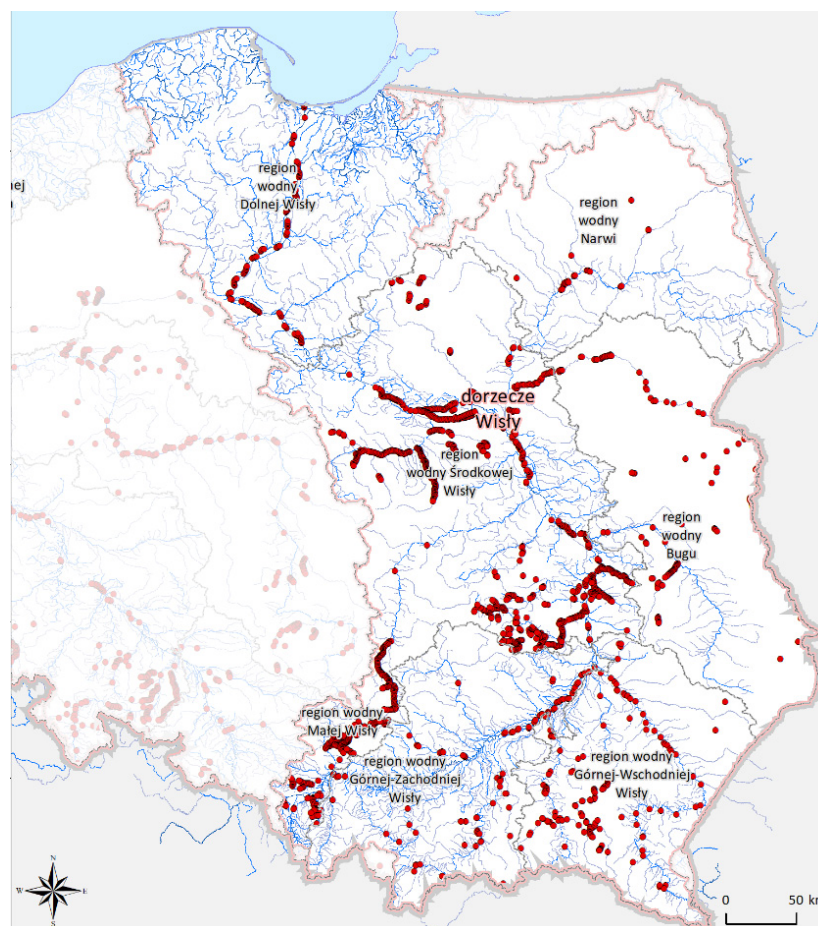 region
wodny
Dolnej Wisły
nej
region
wodny
Narwi
dorzecze
Wisły
region
wodny Środkowej
Wisły
region
wodny
Bugu
region wodny
Małej Wisły
region wodny
Górnej-Zachodniej
Wisły
region wodny
Górnej-Wschodniej
Wisły
N
W
E
S
0
50 km